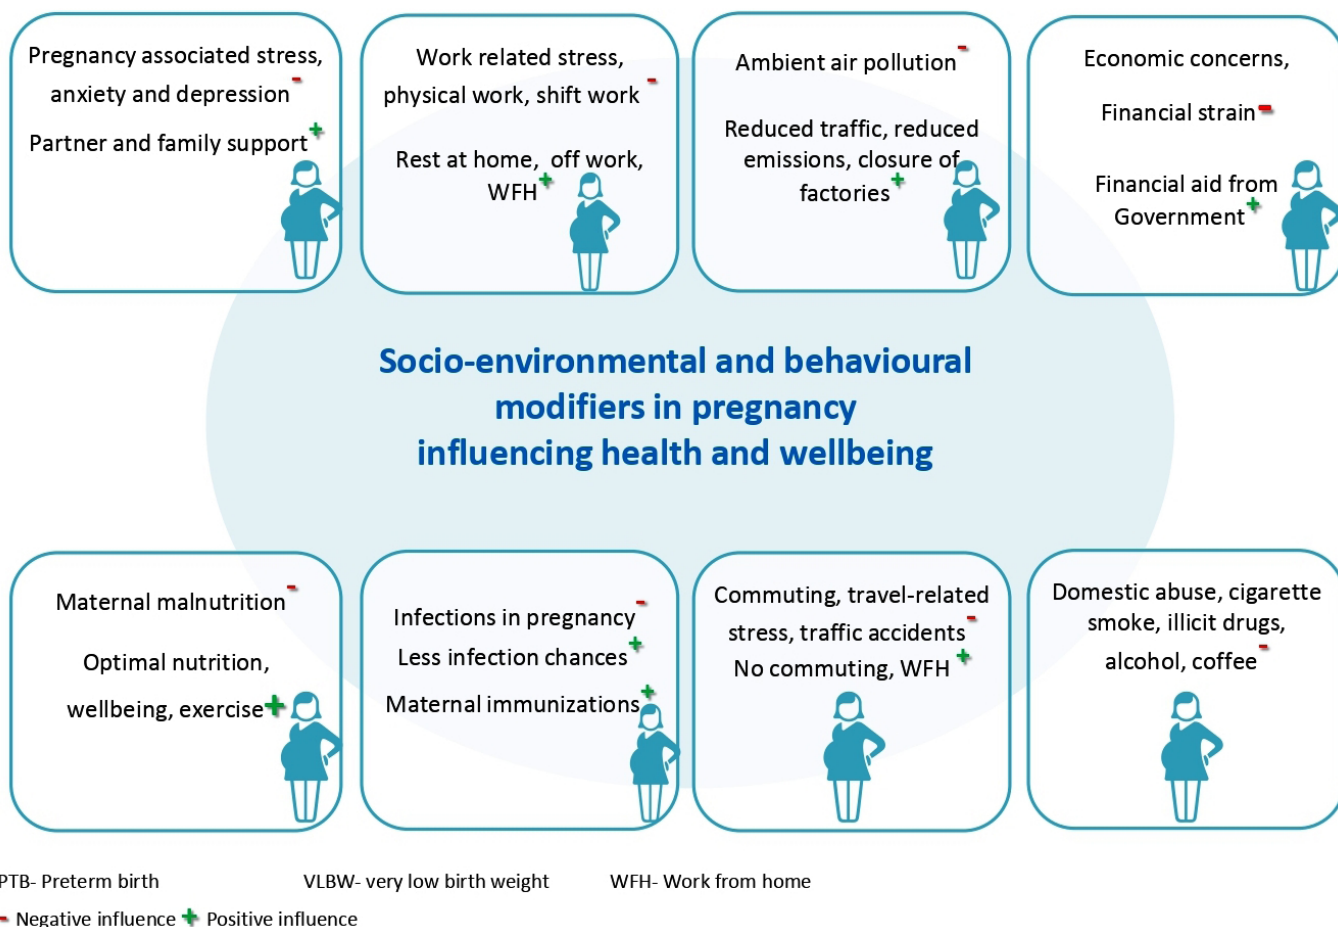 Pregnancy associated stress,
anxiety and depression -
Partner and family support +
Work related stress,
physical work, shift work -
Rest at home, off work,
WFH +
Ambient air pollution -
Reduced traffic, reduced
emissions, closure of
factories +
Economic concerns,
Financial strain -
Financial aid from
Government +
Socio-environmental and behavioural
modifiers in pregnancy
influencing health and wellbeing
Maternal malnutrition -
Optimal nutrition,
wellbeing, exercise +
Infections in pregnancy -
Less infection chances +
Maternal immunizations +
Commuting, travel-related
stress, traffic accidents -
No commuting, WFH +
Domestic abuse, cigarette
smoke, illicit drugs,
alcohol, coffee -
PTB- Preterm birth VLBW- very low birth weight WFH- Work from home
- Negative influence + Positive influence